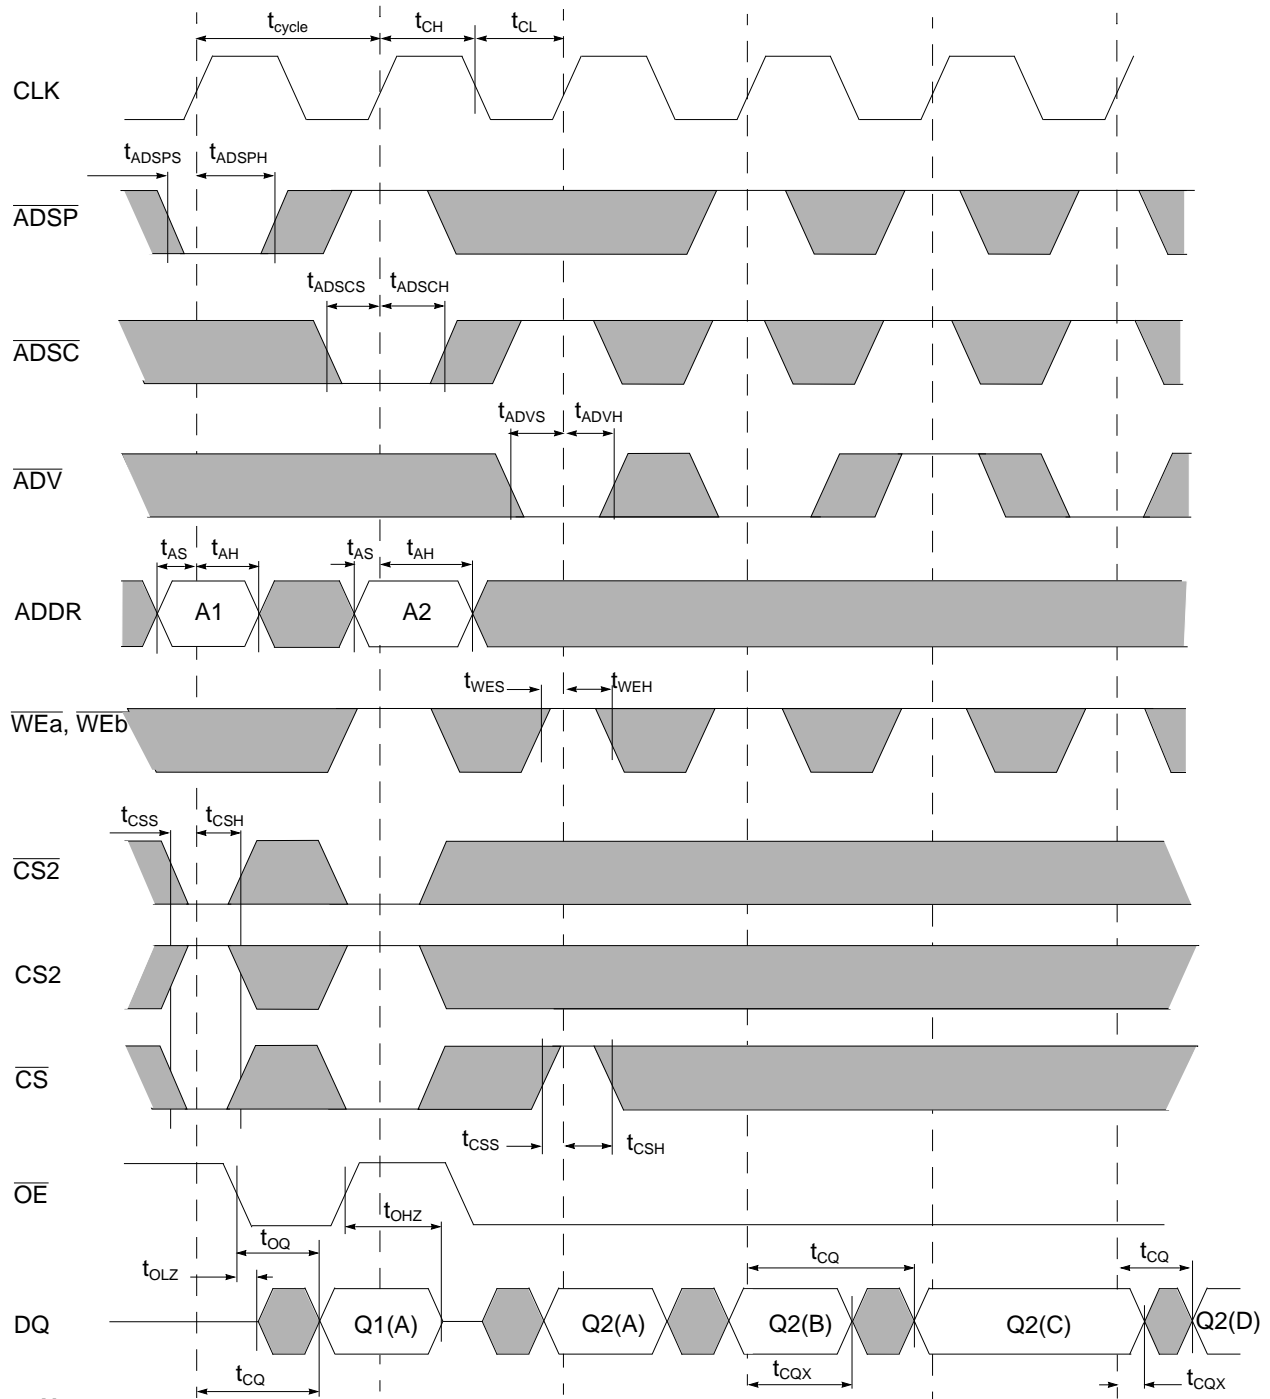 tcycle tCH tCL
CLK
tADSPS tADSPH
ADSP
tADSCS tADSCH
ADSC
tADVS tADVH
ADV
tAS tAH tAS tAH
ADDR A1 A2
tWES tWEH
WEa, WEb
tCSS tCSH
CS2
CS2
CS
tCSS tCSH
OE
tOHZ
tOQ tCQ tCQ
tOLZ
DQ Q1(A) Q2(A) Q2(B) Q2(C) Q2(D)
tCQ tCQX tCQX